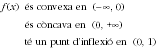 f(x) és convexa en (−∞, 0)
és còncava en (0, +∞)
té un punt d'inflexió en (0, 1)